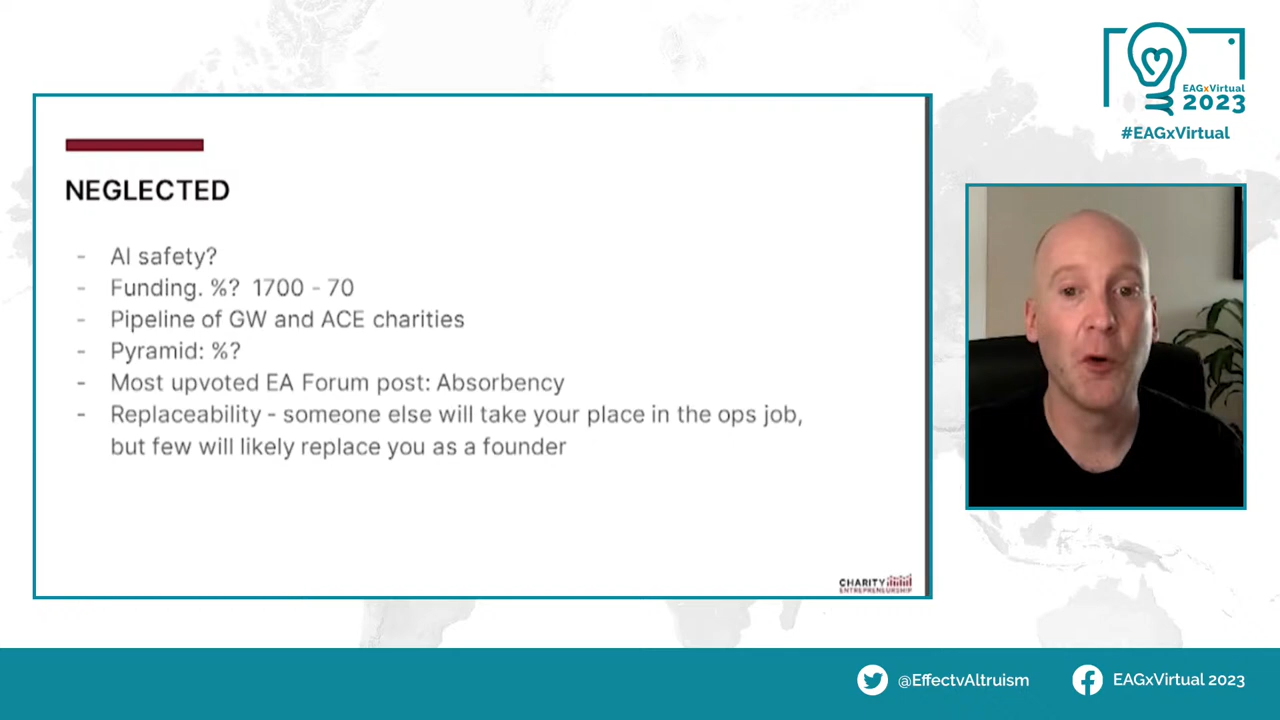 NEGLECTED
- AI safety?
- Funding. %? 1700 - 70
- Pipeline of GW and ACE charities
- Pyramid: %?
- Most upvoted EA Forum post: Absorbency
- Replaceability - someone else will take your place in the ops job,
but few will likely replace you as a founder
CHARITY
ENTREPRENEURSHIP
EAGxVirtual
2023
#EAGxVirtual
@EffectvAltruism
EAGxVirtual 2023